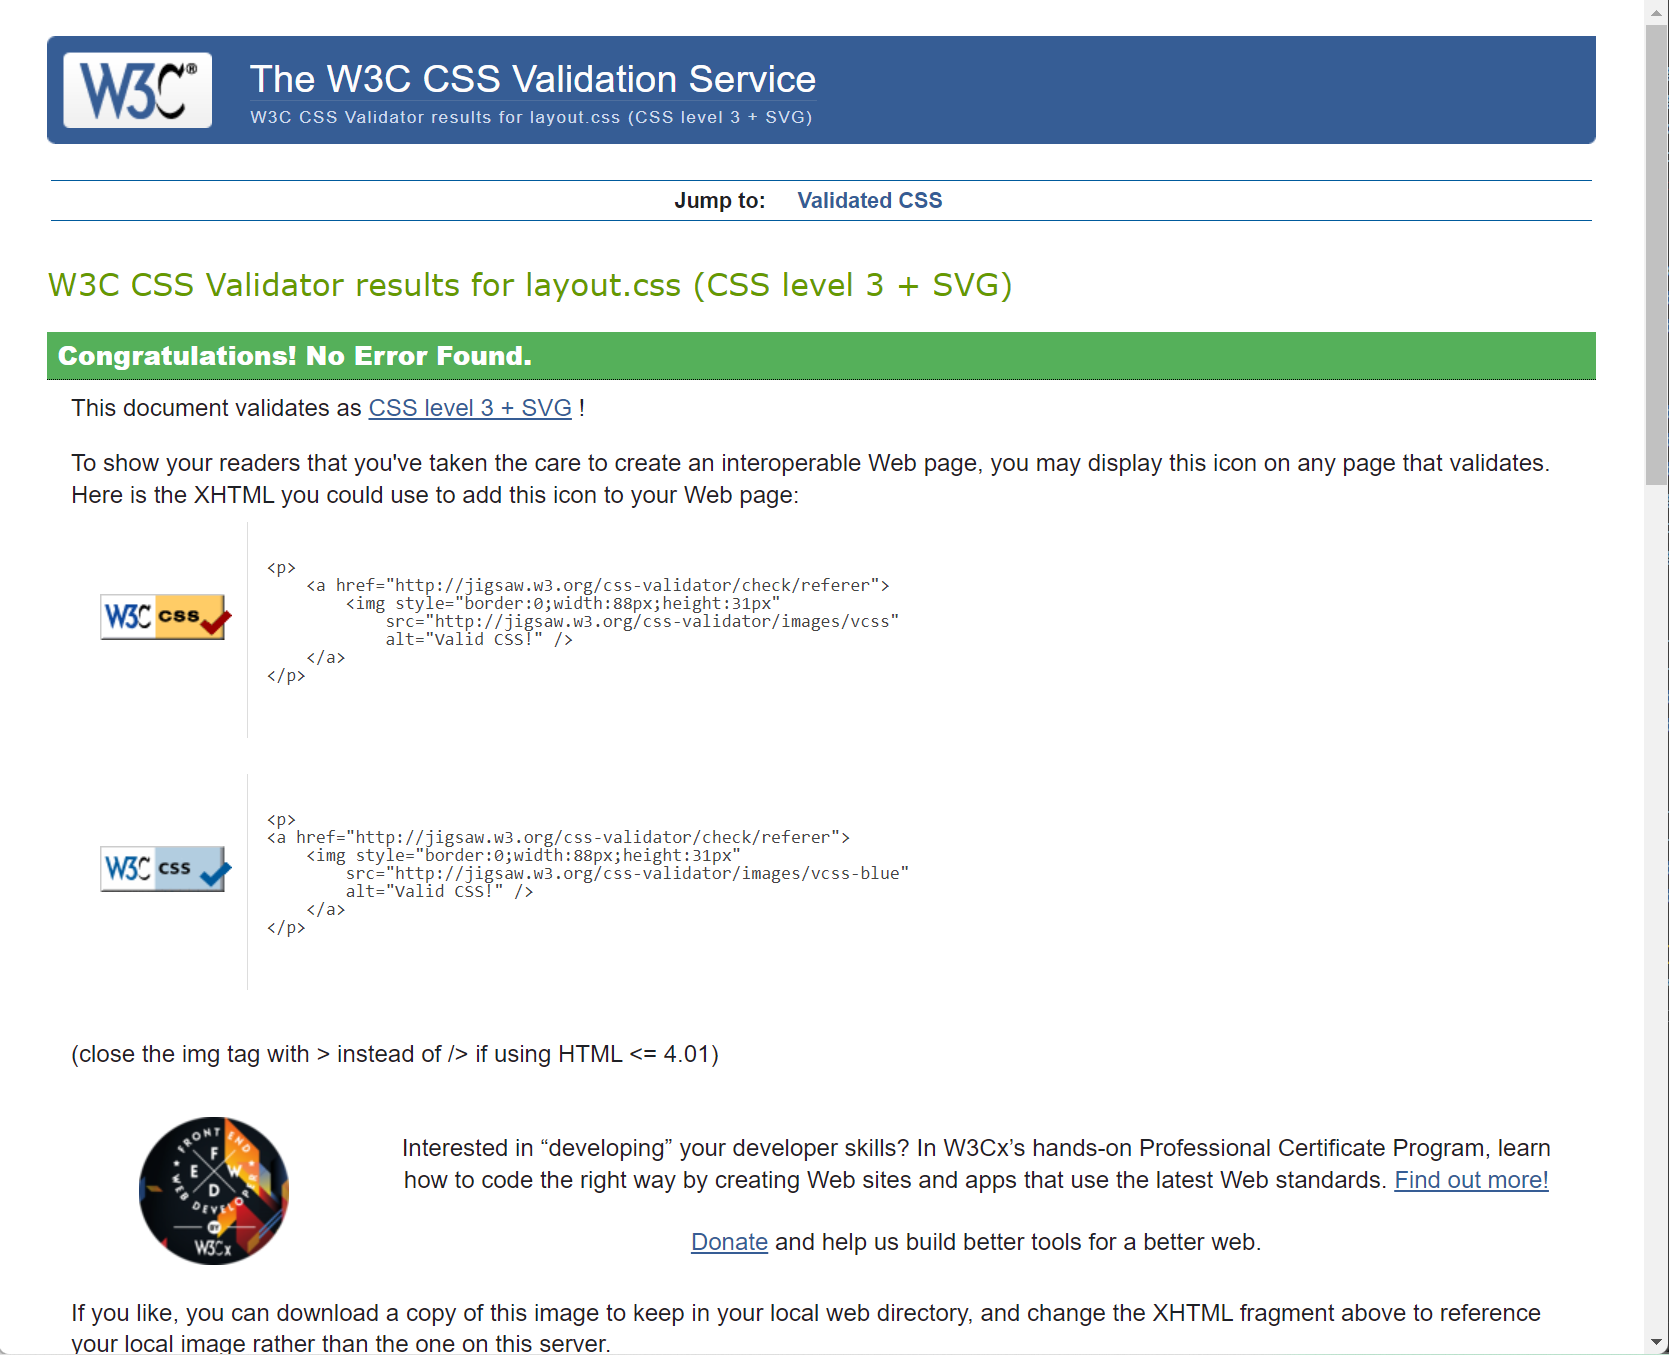 W3C®
The W3C CSS Validation Service
W3C CSS Validator results for layout.css (CSS level 3 + SVG)
Jump to: Validated CSS
W3C CSS Validator results for layout.css (CSS level 3 + SVG)
Congratulations! No Error Found.
This document validates as CSS level 3 + SVG !
To show your readers that you've taken the care to create an interoperable Web page, you may display this icon on any page that validates.
Here is the XHTML you could use to add this icon to your Web page:
W3C css
<p>
<a href="http://jigsaw.w3.org/css-validator/check/referer">
<img style="border:0;width:88px;height:31px"
src="http://jigsaw.w3.org/css-validator/images/vcss"
alt="Valid CSS!" />
</a>
</p>
W3C css
<p>
<a href="http://jigsaw.w3.org/css-validator/check/referer">
<img style="border:0;width:88px;height:31px"
src="http://jigsaw.w3.org/css-validator/images/vcss-blue"
alt="Valid CSS!" />
</a>
</p>
(close the img tag with > instead of /> if using HTML <= 4.01)
FRONT END
WEB DEVELOPER
F
E W
D
BY
W3Cx
Interested in “developing” your developer skills? In W3Cx’s hands-on Professional Certificate Program, learn
how to code the right way by creating Web sites and apps that use the latest Web standards. Find out more!
Donate and help us build better tools for a better web.
If you like, you can download a copy of this image to keep in your local web directory, and change the XHTML fragment above to reference
your local image rather than the one on this server.